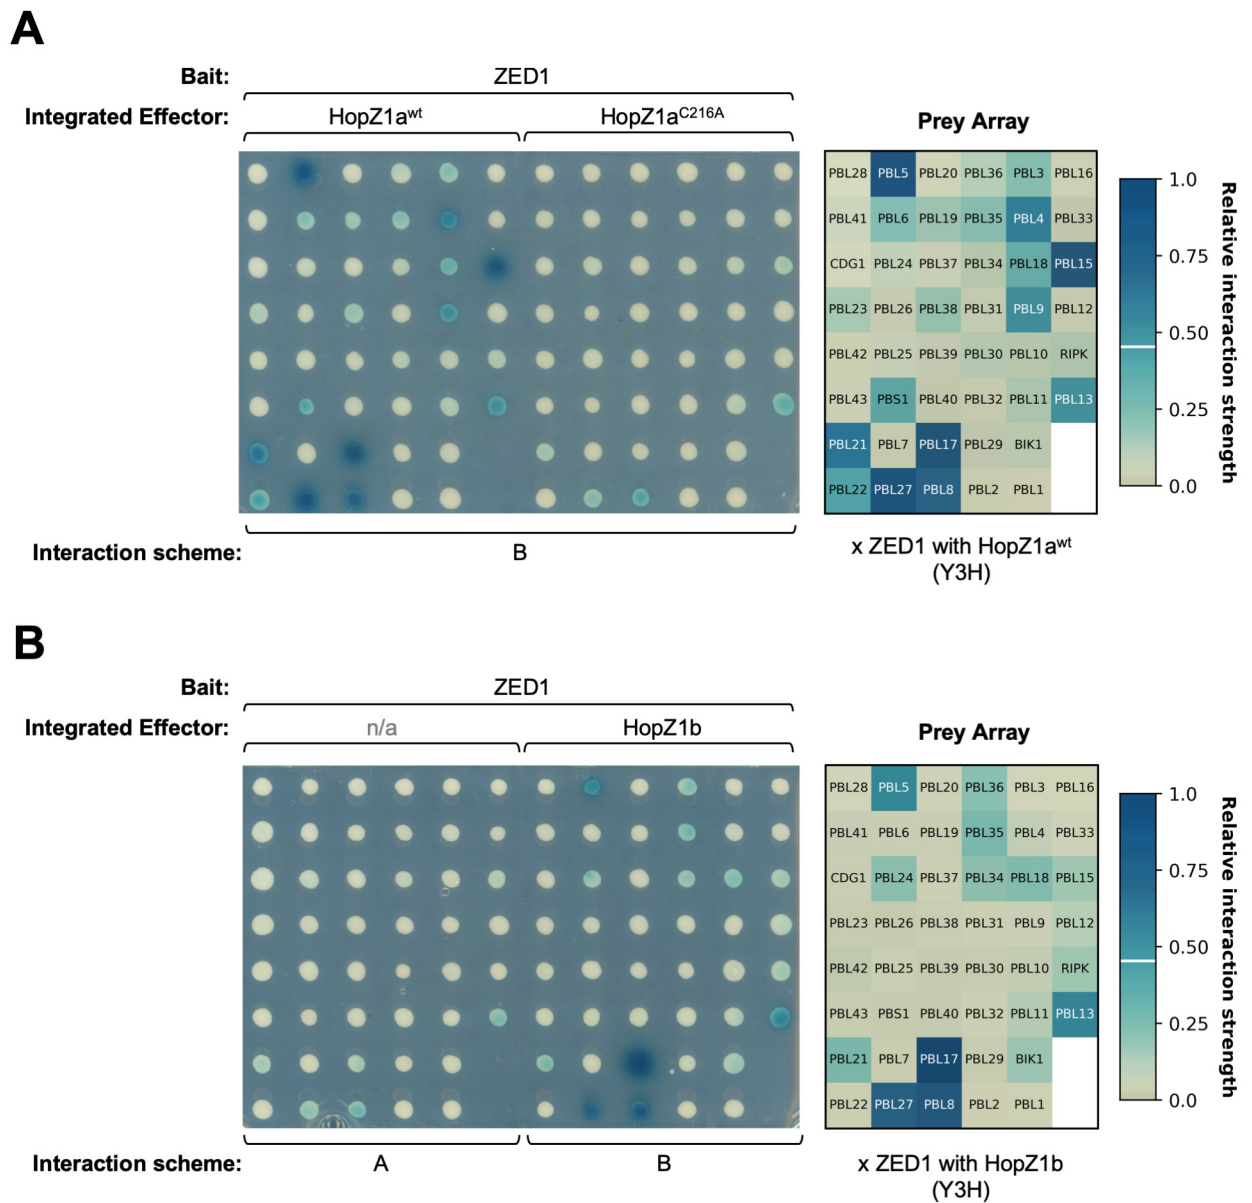 A
Bait:
ZED1
Integrated Effector:
HopZ1aʷᵗ
HopZ1aC216A
Prey Array
PBL28 PBL5 PBL20 PBL36 PBL3 PBL16
PBL41 PBL6 PBL19 PBL35 PBL4 PBL33
CDG1 PBL24 PBL37 PBL34 PBL18 PBL15
PBL23 PBL26 PBL38 PBL31 PBL9 PBL12
PBL42 PBL25 PBL39 PBL30 PBL10 RIPK
PBL43 PBS1 PBL40 PBL32 PBL11 PBL13
PBL21 PBL7 PBL17 PBL29 BIK1
PBL22 PBL27 PBL8 PBL2 PBL1
1.0
0.75
0.50
0.25
0.0
Relative interaction strength
Interaction scheme:
B
x ZED1 with HopZ1aʷᵗ
(Y3H)
B
Bait:
ZED1
Integrated Effector:
n/a
HopZ1b
Prey Array
PBL28 PBL5 PBL20 PBL36 PBL3 PBL16
PBL41 PBL6 PBL19 PBL35 PBL4 PBL33
CDG1 PBL24 PBL37 PBL34 PBL18 PBL15
PBL23 PBL26 PBL38 PBL31 PBL9 PBL12
PBL42 PBL25 PBL39 PBL30 PBL10 RIPK
PBL43 PBS1 PBL40 PBL32 PBL11 PBL13
PBL21 PBL7 PBL17 PBL29 BIK1
PBL22 PBL27 PBL8 PBL2 PBL1
1.0
0.75
0.50
0.25
0.0
Relative interaction strength
Interaction scheme:
A
B
x ZED1 with HopZ1b
(Y3H)